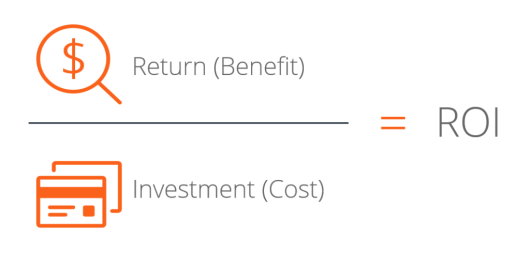 $
Return (Benefit)
= ROI
Investment (Cost)